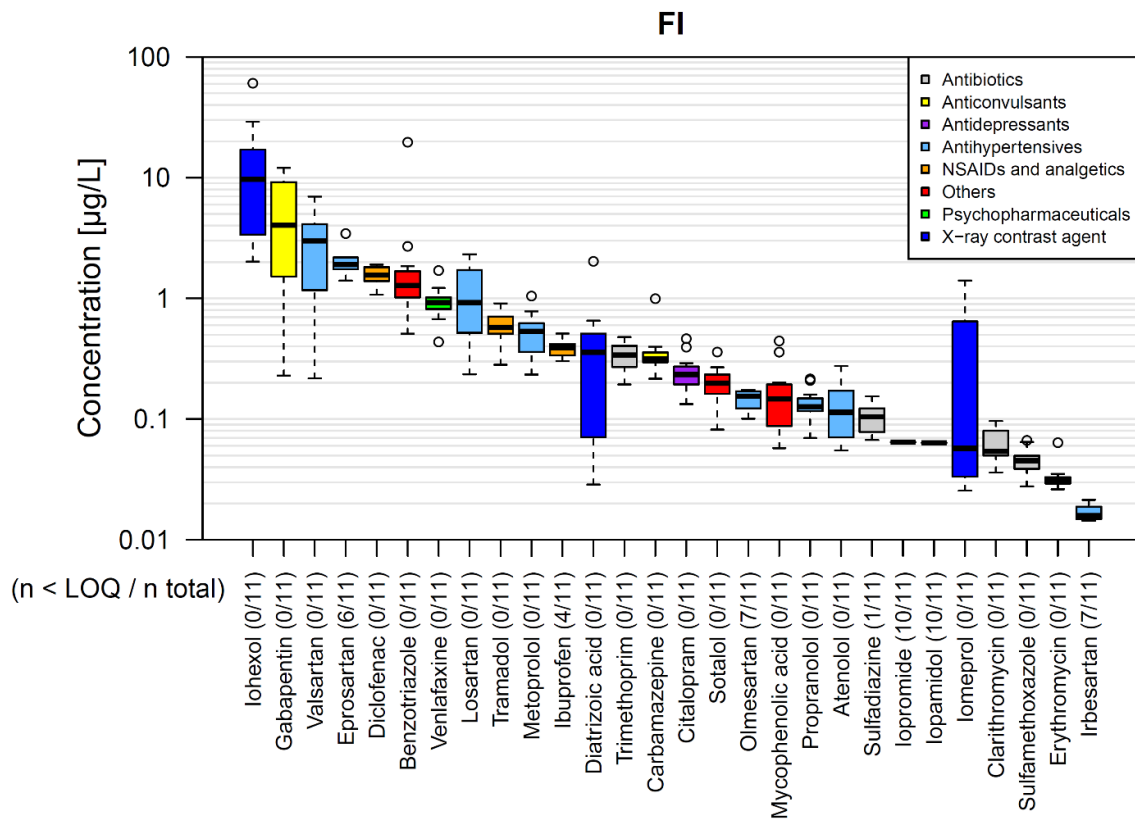 FI
100
10
1
0.1
0.01
Concentration [µg/L]
Antibiotics
Anticonvulsants
Antidepressants
Antihypertensives
NSAIDs and analgetics
Others
Psychopharmaceuticals
X−ray contrast agent
(n < LOQ / n total)
Iohexol (0/11)
Gabapentin (0/11)
Valsartan (0/11)
Eprosartan (6/11)
Diclofenac (0/11)
Benzotriazole (0/11)
Venlafaxine (0/11)
Losartan (0/11)
Tramadol (0/11)
Metoprolol (0/11)
Ibuprofen (4/11)
Diatrizoic acid (0/11)
Trimethoprim (0/11)
Carbamazepine (0/11)
Citalopram (0/11)
Sotalol (0/11)
Olmesartan (7/11)
Mycophenolic acid (0/11)
Propranolol (0/11)
Atenolol (0/11)
Sulfadiazine (1/11)
Iopromide (10/11)
Iopamidol (10/11)
Iomeprol (0/11)
Clarithromycin (0/11)
Sulfamethoxazole (0/11)
Erythromycin (0/11)
Irbesartan (7/11)